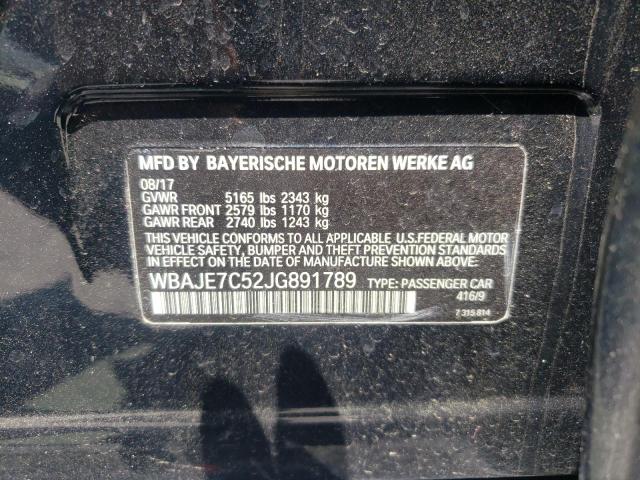 MFD BY BAYERISCHE MOTOREN WERKE AG
08/17
GVWR 5165 lbs 2343 kg
GAWR FRONT 2579 lbs 1170 kg
GAWR REAR 2740 lbs 1243 kg
THIS VEHICLE CONFORMS TO ALL APPLICABLE U.S.FEDERAL MOTOR
VEHICLE SAFETY, BUMPER AND THEFT PREVENTION STANDARDS
IN EFFECT ON THE DATE OF MANUFACTURE SHOWN ABOVE.
WBAJE7C52JG891789 TYPE: PASSENGER CAR
416/9
7 315 814